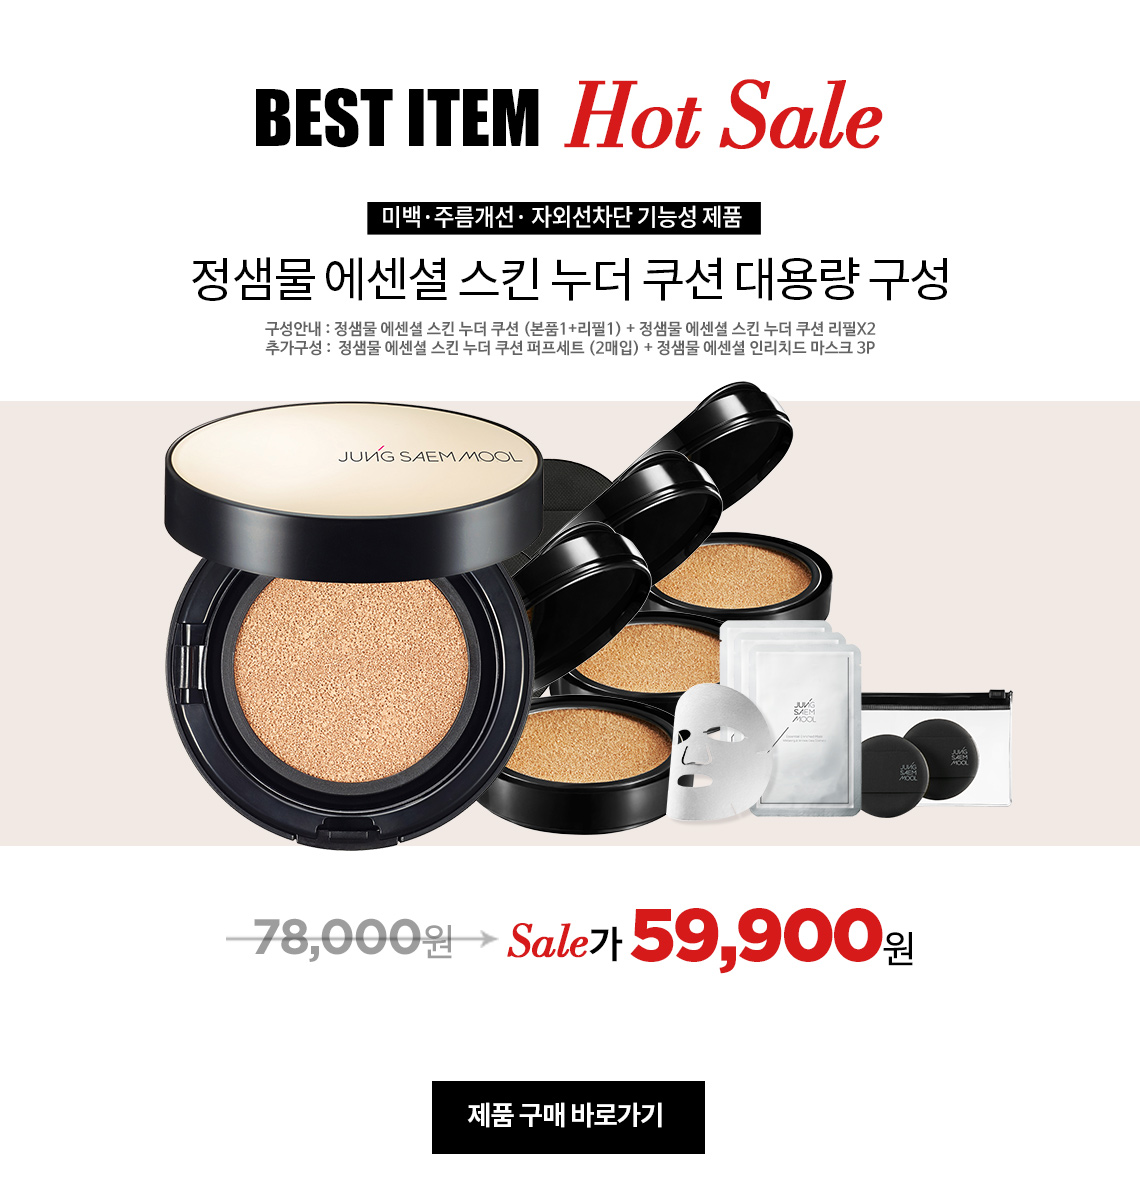 BEST ITEM Hot Sale
미백·주름개선· 자외선차단 기능성 제품
정샘물 에센셜 스킨 누더 쿠션 대용량 구성
구성안내 : 정샘물 에센셜 스킨 누더 쿠션 (본품1+리필1) + 정샘물 에센셜 스킨 누더 쿠션 리필X2
추가구성 : 정샘물 에센셜 스킨 누더 쿠션 퍼프세트 (2매입) + 정샘물 에센셜 인리치드 마스크 3P
JUNG SAEM MOOL
JUNG
SAEM
MOOL
JUNG
SAEM
MOOL
JUNG
SAEM
MOOL
78,000원 Sale가 59,900원
제품 구매 바로가기